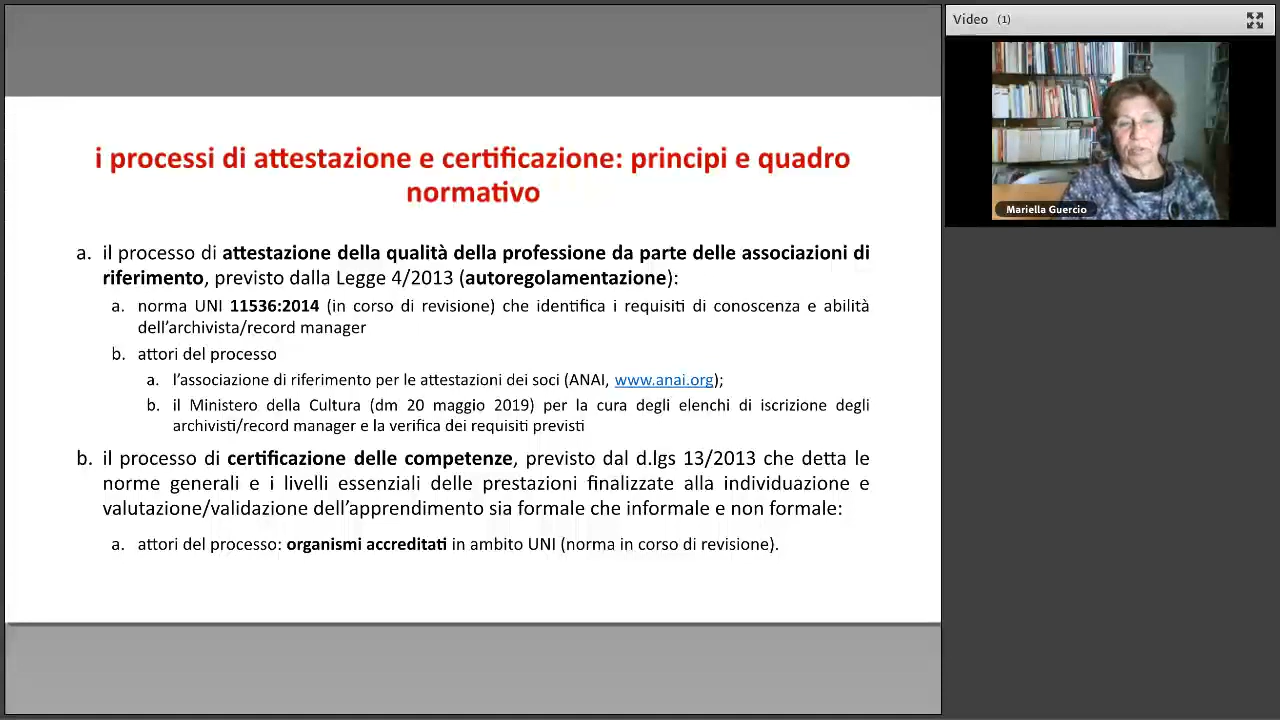 Video (1)
Mariella Guercio
i processi di attestazione e certificazione: principi e quadro
normativo
a. il processo di attestazione della qualità della professione da parte delle associazioni di
riferimento, previsto dalla Legge 4/2013 (autoregolamentazione):
a. norma UNI 11536:2014 (in corso di revisione) che identifica i requisiti di conoscenza e abilità
dell'archivista/record manager
b. attori del processo
a. l'associazione di riferimento per le attestazioni dei soci (ANAI, www.anai.org);
b. il Ministero della Cultura (dm 20 maggio 2019) per la cura degli elenchi di iscrizione degli
archivisti/record manager e la verifica dei requisiti previsti
b. il processo di certificazione delle competenze, previsto dal d.lgs 13/2013 che detta le
norme generali e i livelli essenziali delle prestazioni finalizzate alla individuazione e
valutazione/validazione dell'apprendimento sia formale che informale e non formale:
a. attori del processo: organismi accreditati in ambito UNI (norma in corso di revisione).